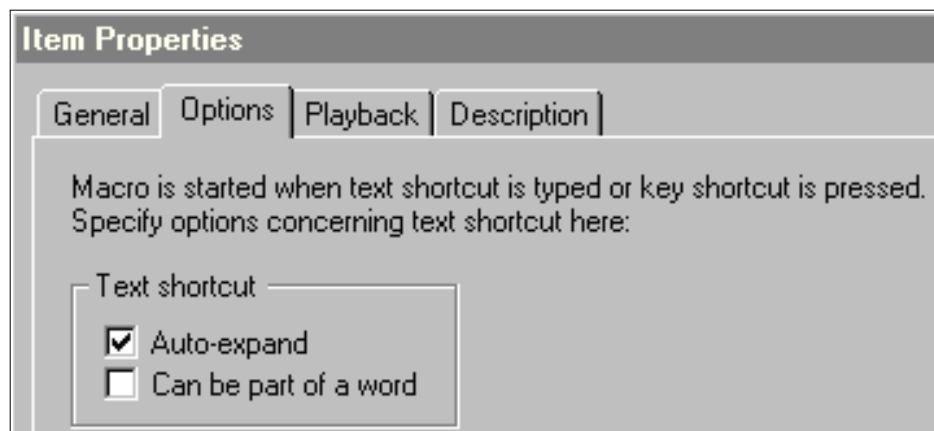 Item Properties
General Options Playback Description
Macro is started when text shortcut is typed or key shortcut is pressed.
Specify options concerning text shortcut here:
Text shortcut
Auto-expand
Can be part of a word